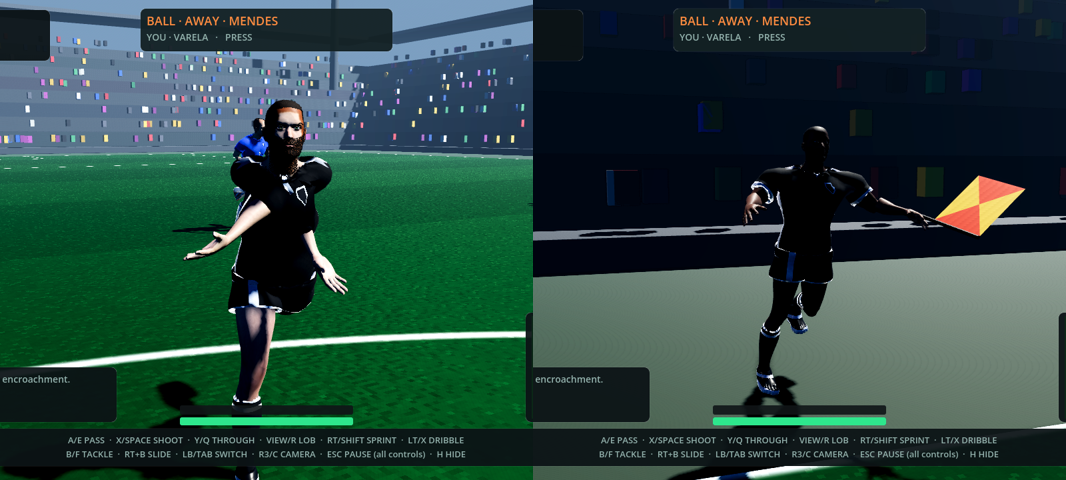 BALL · AWAY · MENDES
YOU · VARELA · PRESS
encroachment.
A/E PASS · X/SPACE SHOOT · Y/Q THROUGH · VIEW/R LOB · RT/SHIFT SPRINT · LT/X DRIBBLE
B/F TACKLE · RT+B SLIDE · LB/TAB SWITCH · R3/C CAMERA · ESC PAUSE (all controls) · H HIDE
BALL · AWAY · MENDES
YOU · VARELA · PRESS
encroachment.
A/E PASS · X/SPACE SHOOT · Y/Q THROUGH · VIEW/R LOB · RT/SHIFT SPRINT · LT/X DRIBBLE
B/F TACKLE · RT+B SLIDE · LB/TAB SWITCH · R3/C CAMERA · ESC PAUSE (all controls) · H HIDE